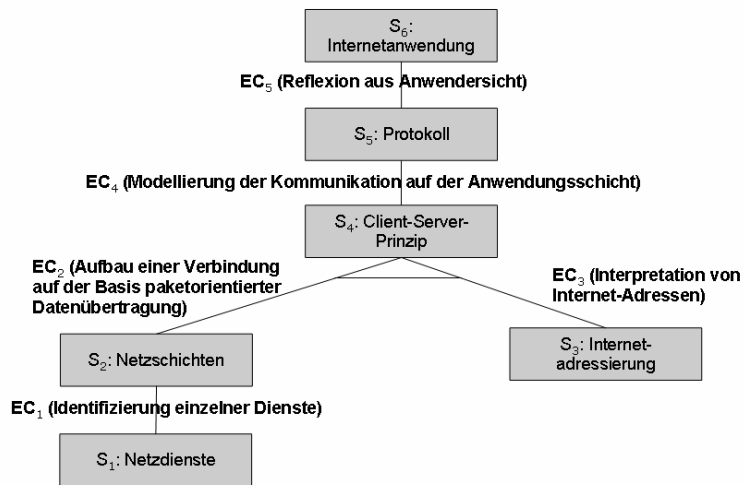 S6:
Internetanwendung
EC5 (Reflexion aus Anwendersicht)
S5: Protokoll
EC4 (Modellierung der Kommunikation auf der Anwendungsschicht)
S4: Client-Server-
Prinzip
EC2 (Aufbau einer Verbindung
auf der Basis paketorientierter
Datenübertragung)
EC3 (Interpretation von
Internet-Adressen)
S2: Netzschichten
S3: Internet-
adressierung
EC1 (Identifizierung einzelner Dienste)
S1: Netzdienste